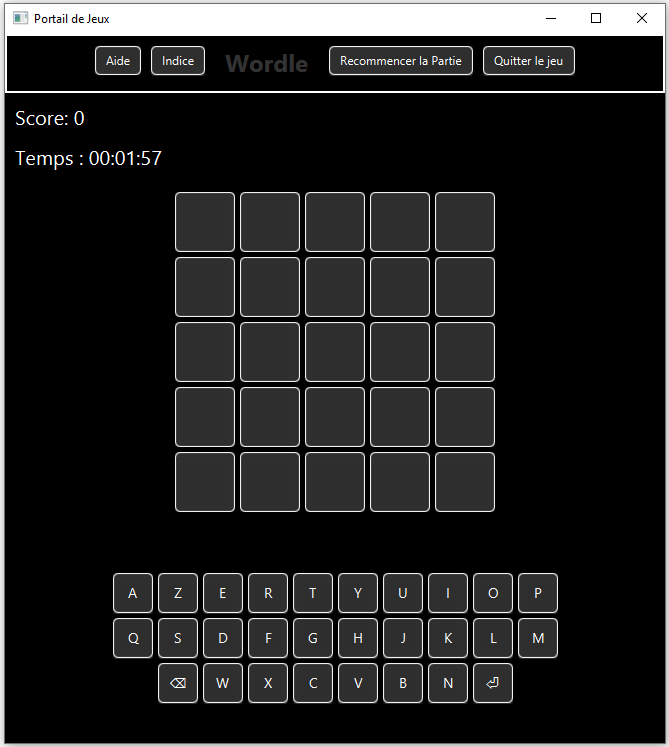 Portail de Jeux
Aide Indice Wordle Recommencer la Partie Quitter le jeu
Score: 0
Temps : 00:01:57
A Z E R T Y U I O P
Q S D F G H J K L M
⌫ W X C V B N ⏎